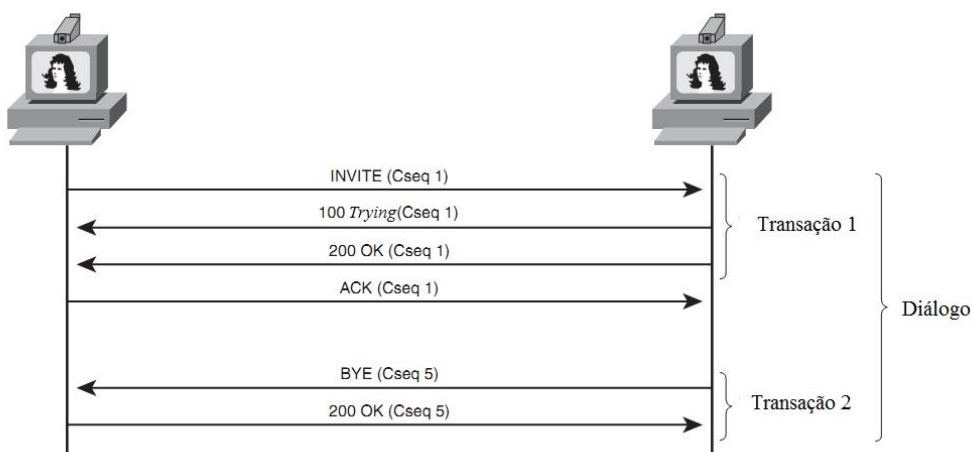 INVITE (Cseq 1)
100 Trying(Cseq 1)
Transação 1
200 OK (Cseq 1)
ACK (Cseq 1)
Diálogo
BYE (Cseq 5)
Transação 2
200 OK (Cseq 5)